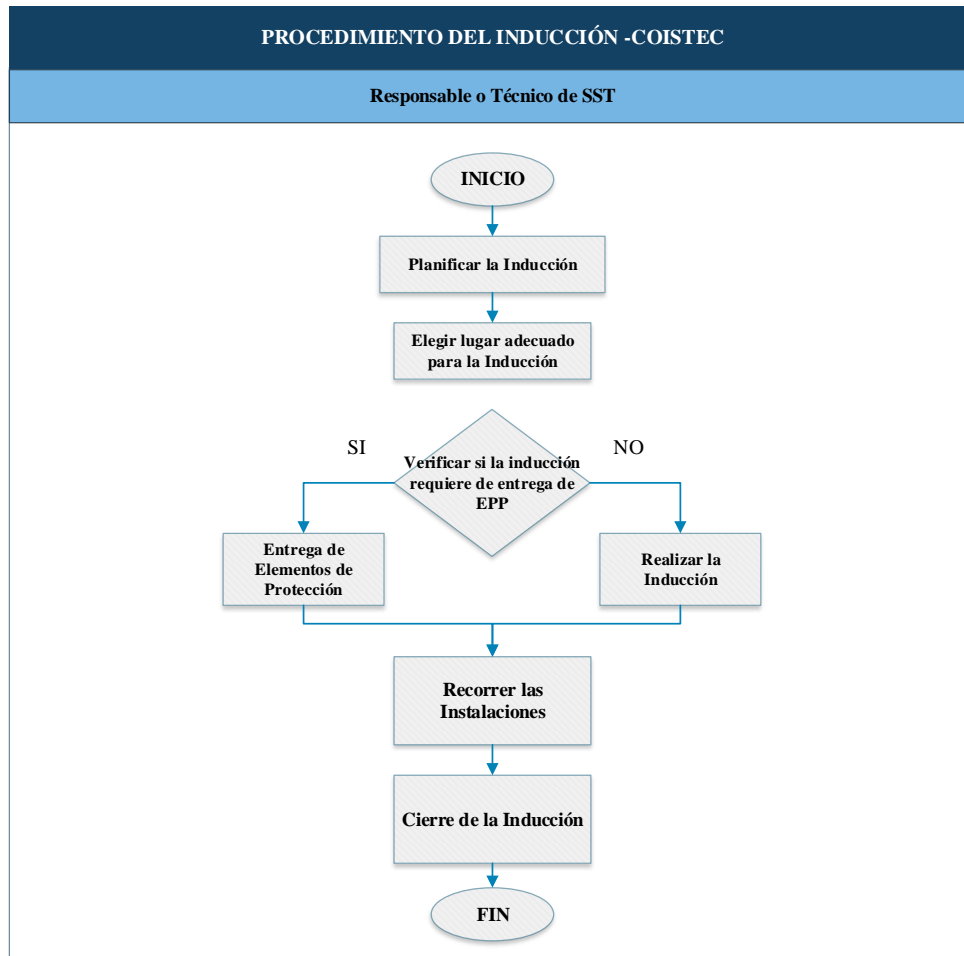 PROCEDIMIENTO DEL INDUCCIÓN -COISTEC
Responsable o Técnico de SST
INICIO
Planificar la Inducción
Elegir lugar adecuado
para la Inducción
SI
NO
Verificar si la inducción
requiere de entrega de
EPP
Entrega de
Elementos de
Protección
Realizar la
Inducción
Recorrer las
Instalaciones
Cierre de la Inducción
FIN